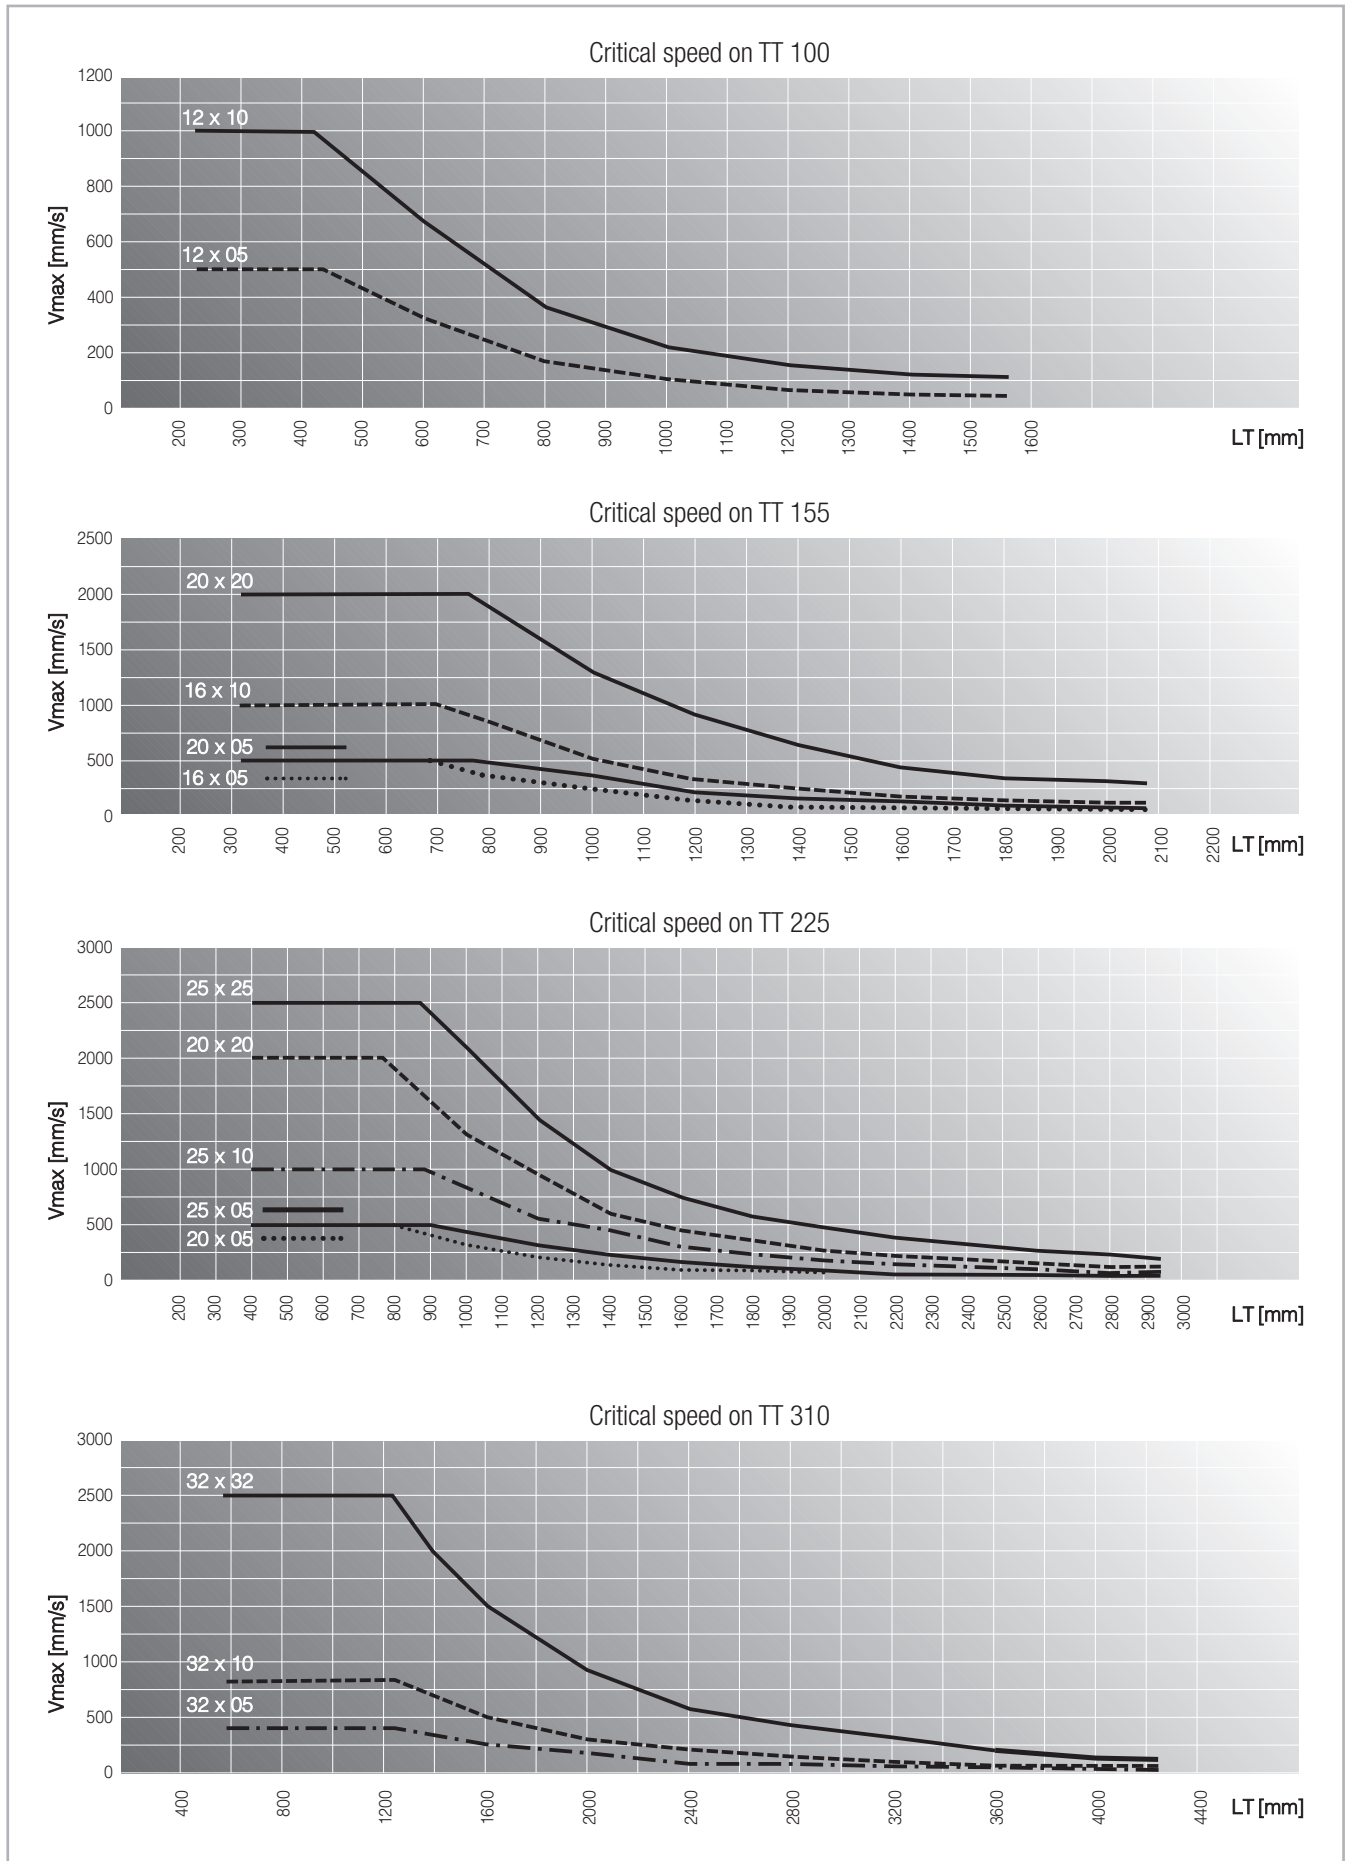 Critical speed on TT 100
1200
1000
800
600
400
200
0
Vmax [mm/s]
12 x 10
12 x 05
200 300 400 500 600 700 800 900 1000 1100 1200 1300 1400 1500 1600
LT [mm]
Critical speed on TT 155
2500
2000
1500
1000
500
0
Vmax [mm/s]
20 x 20
16 x 10
20 x 05
16 x 05
200 300 400 500 600 700 800 900 1000 1100 1200 1300 1400 1500 1600 1700 1800 1900 2000 2100 2200
LT [mm]
Critical speed on TT 225
3000
2500
2000
1500
1000
500
0
Vmax [mm/s]
25 x 25
20 x 20
25 x 10
25 x 05
20 x 05
200 300 400 500 600 700 800 900 1000 1100 1200 1300 1400 1500 1600 1800 1900 2000 2100 2200 2300 2400 2500 2600 2700 2800 2900 3000
LT [mm]
Critical speed on TT 310
3000
2500
2000
1500
1000
500
0
Vmax [mm/s]
32 x 32
32 x 10
32 x 05
400 800 1200 1600 2000 2400 2800 3200 3600 4000 4400
LT [mm]